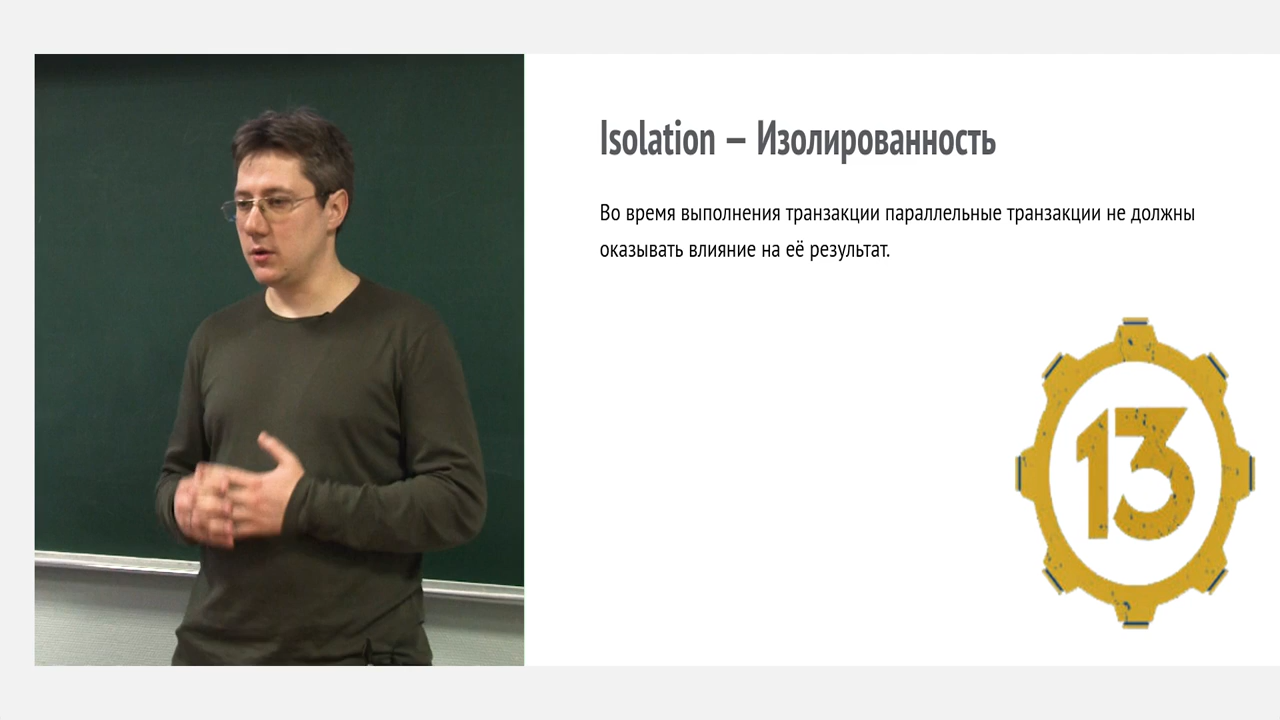 Isolation — Изолированность
Во время выполнения транзакции параллельные транзакции не должны
оказывать влияние на её результат.
13